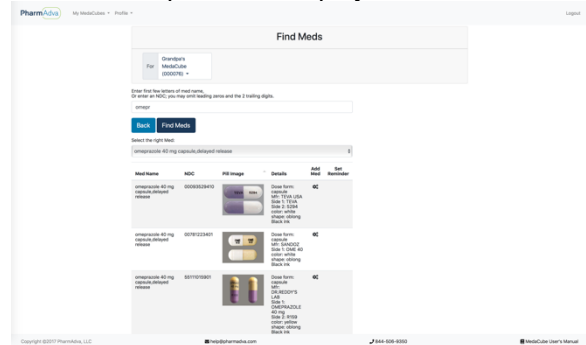 PharmAdva My MedaCubes Profile Logout
Find Meds
For Grandpa's MedaCube (000076)
Enter first few letters of med name,
Or enter an NDC; you may omit leading zeros and the 2 trailing digits.
omepr
Back Find Meds
Select the right Med:
omeprazole 40 mg capsule,delayed release
Med Name NDC Pill Image Details Add Med Set Reminder
omeprazole 40 mg capsule,delayed release
00093529410
Dose form:
capsule
Mfr: TEVA USA
Side 1: TEVA
Side 2: 5294
color: white
shape: oblong
Black ink
omeprazole 40 mg capsule,delayed release
00781223401
Dose form:
capsule
Mfr: SANDOZ
Side 1: ONE 40
color: white
shape: oblong
Black ink
omeprazole 40 mg capsule,delayed release
55111015901
Dose form:
capsule
Mfr:
DR.REDDY'S
LAB
Side 1:
OMEPRAZOLE
40 mg
Side 2: R159
color: yellow
shape: oblong
Black ink
Copyright @2017 PharmAdva, LLC help@pharmadva.com 844-506-9350 MedaCube User's Manual